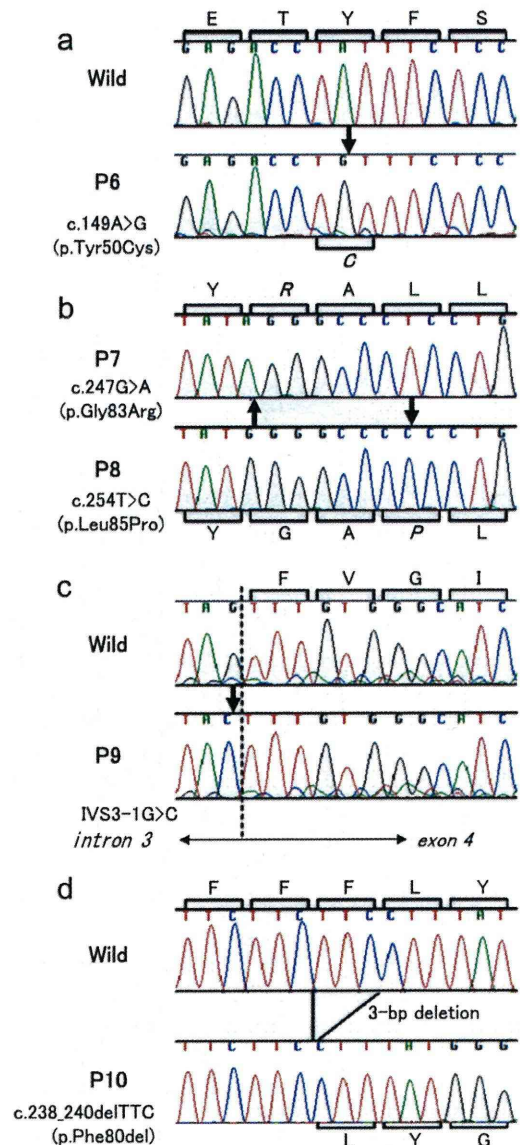 E T Y F S
a
G A G A C C T A T T T C T C C
Wild
G A G A C C T G T T T C T C C
P6
c.149A>G
(p.Tyr50Cys)
C
Y R A L L
b
T A T A G G G C C C T C C T G
P7
c.247G>A
(p.Gly83Arg)
T A T G G G G C C C C C C T G
P8
c.254T>C
(p.Leu85Pro)
Y G A P L
c
F V G I
T A G T T T G T G G G C A T C
Wild
T A C T T T G T G G G C A T C
P9
IVS3-1G>C
intron 3
exon 4
d
F F F L Y
T T C T T C T T C C T T T A T
Wild
3-bp deletion
T T C T T C C T T T A T G G G
P10
c.238_240delTTC
(p.Phe80del)
L Y G